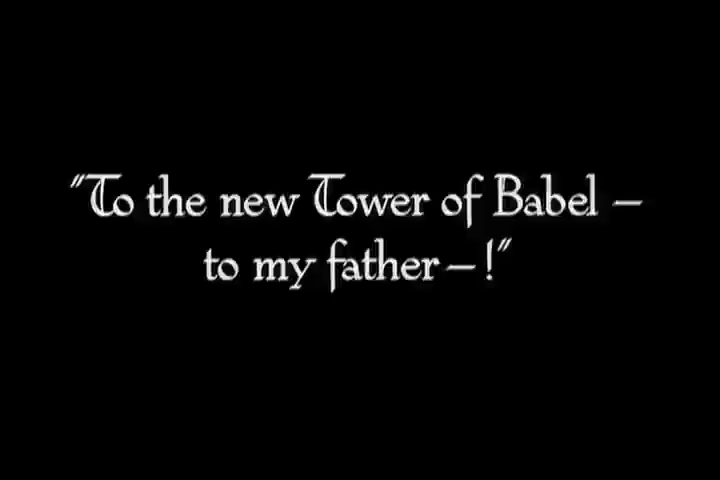 "To the new Tower of Babel —
to my father — !"